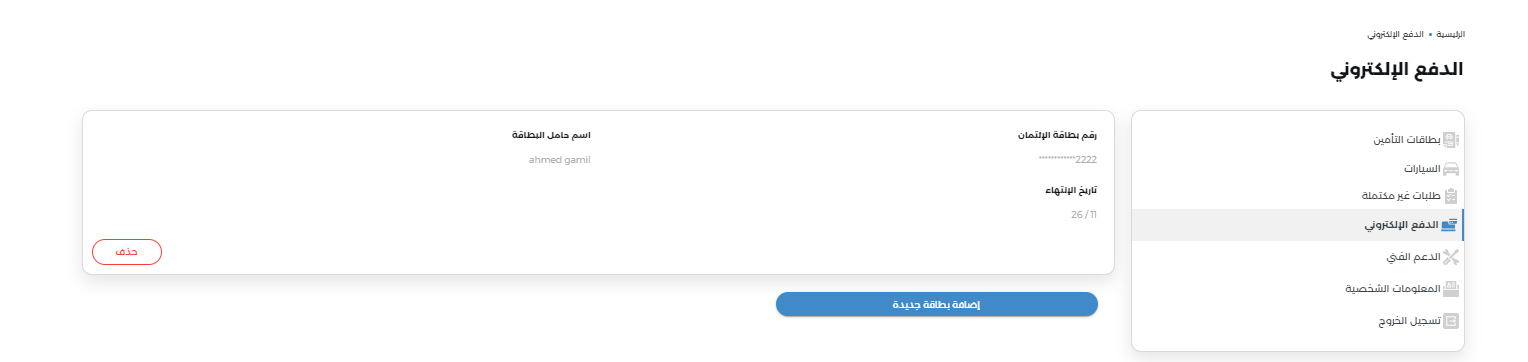 الرئيسية • الدفع الإلكتروني
الدفع الإلكتروني
بطاقات التأمين
السيارات
طلبات غير مكتملة
الدفع الإلكتروني
الدعم الفني
المعلومات الشخصية
تسجيل الخروج
رقم بطاقة الإئتمان
************2222
اسم حامل البطاقة
ahmed gamil
تاريخ الإنتهاء
26 / 11
حذف
إضافة بطاقة جديدة